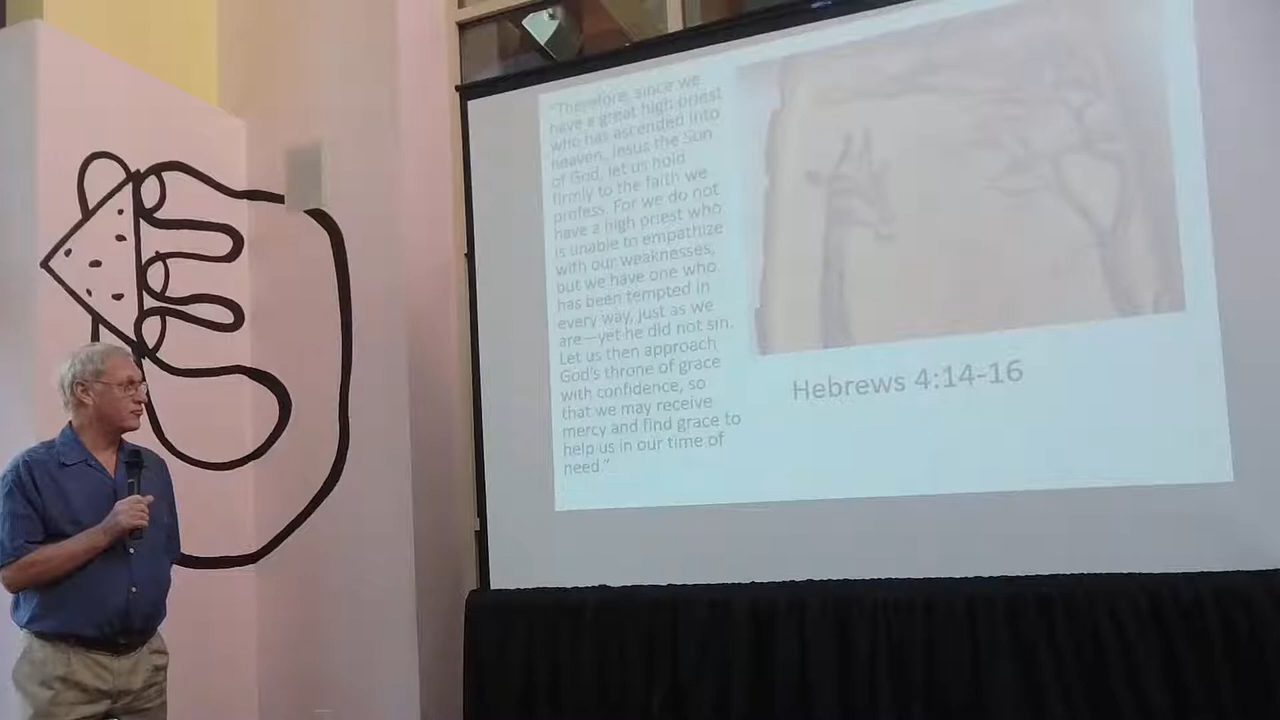 "Therefore, since we
have a great high priest
who has ascended into
heaven, Jesus the Son
of God, let us hold
firmly to the faith we
profess. For we do not
have a high priest who
is unable to empathize
with our weaknesses,
but we have one who
has been tempted in
every way, just as we
are—yet he did not sin.
Let us then approach
God's throne of grace
with confidence, so
that we may receive
mercy and find grace to
help us in our time of
need."
Hebrews 4:14-16